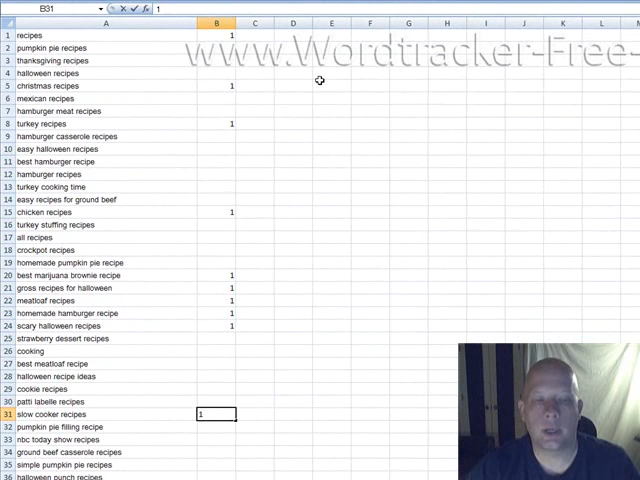 B31 1
A B C D E F G H I J K L M
www.Wordtracker-Free-
1 recipes 1
2 pumpkin pie recipes
3 thanksgiving recipes
4 halloween recipes
5 christmas recipes 1
6 mexican recipes
7 hamburger meat recipes
8 turkey recipes 1
9 hamburger casserole recipes
10 easy halloween recipes
11 best hamburger recipe
12 hamburger recipes
13 turkey cooking time
14 easy recipes for ground beef
15 chicken recipes 1
16 turkey stuffing recipes
17 all recipes
18 crockpot recipes
19 homemade pumpkin pie recipe
20 best marijuana brownie recipe 1
21 gross recipes for halloween 1
22 meatloaf recipes 1
23 homemade hamburger recipe 1
24 scary halloween recipes 1
25 strawberry dessert recipes
26 cooking
27 best meatloaf recipe
28 halloween recipe ideas
29 cookie recipes
30 patti labelle recipes
31 slow cooker recipes 1
32 pumpkin pie filling recipe
33 nbc today show recipes
34 ground beef casserole recipes
35 simple pumpkin pie recipes
36 halloween punch recipes